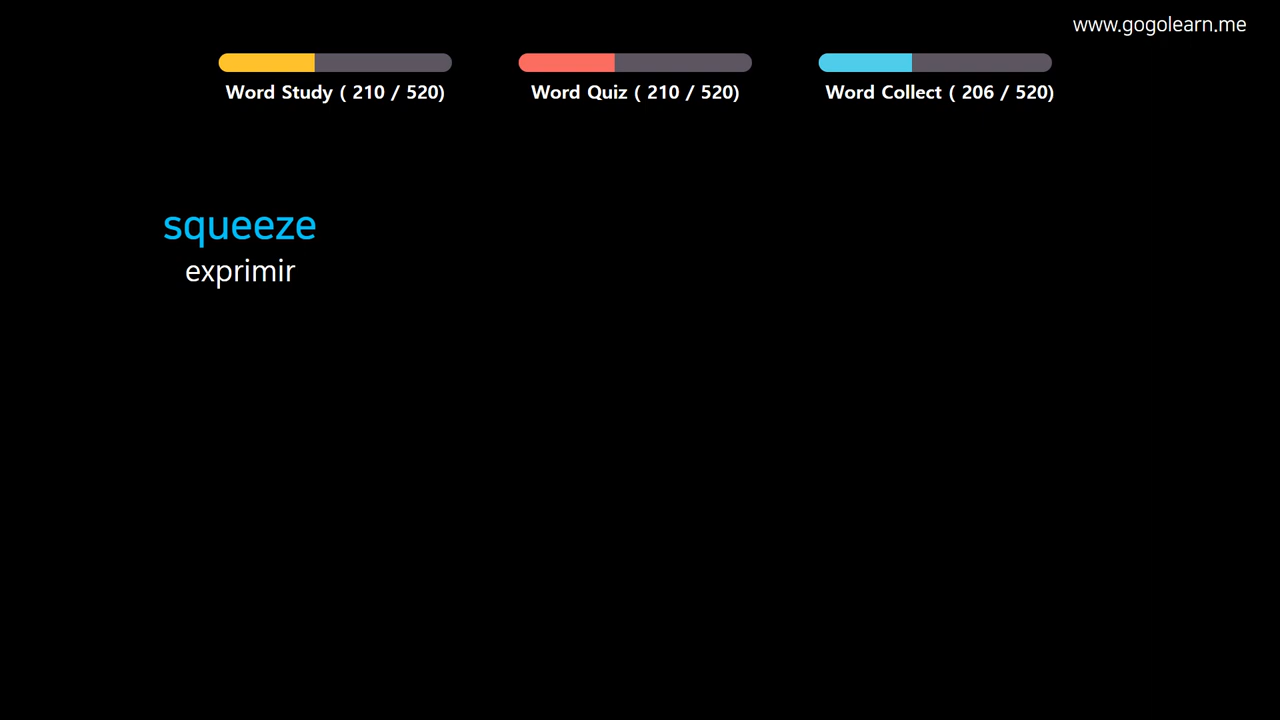 www.gogolearn.me
Word Study ( 210 / 520)
Word Quiz ( 210 / 520)
Word Collect ( 206 / 520)
squeeze
exprimir